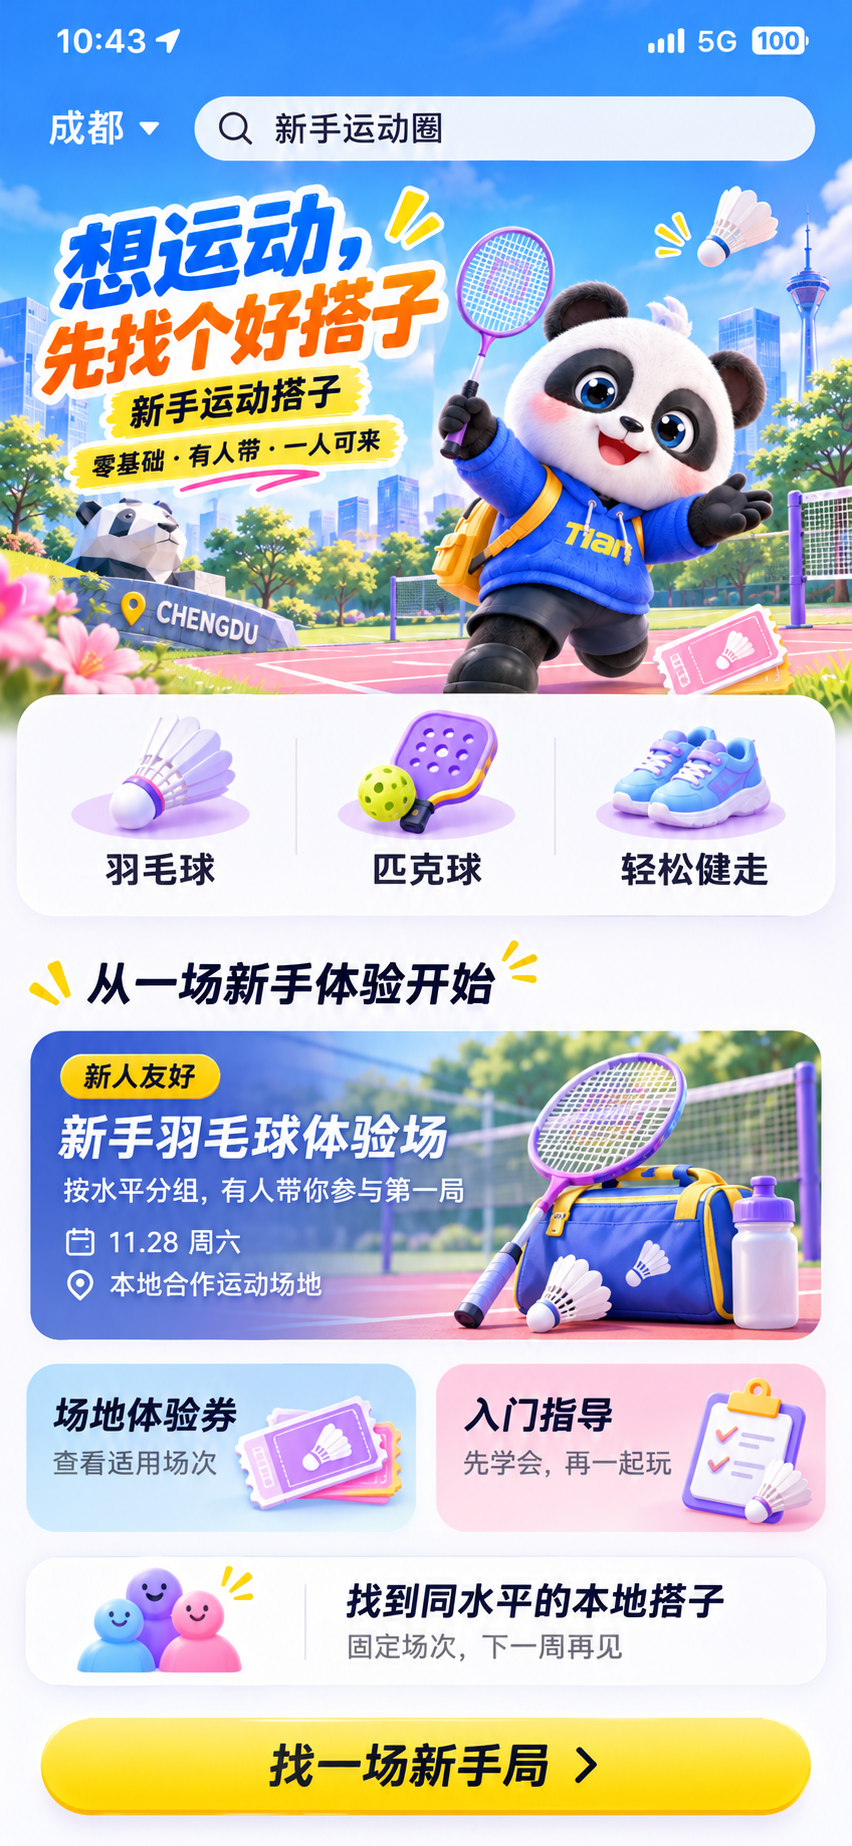 10:43
5G
100
成都
新手运动圈
想运动,
先找个好搭子
新手运动搭子
零基础·有人带·一人可来
CHENGDU
羽毛球
匹克球
轻松健走
从一场新手体验开始
新人友好
新手羽毛球体验场
按水平分组，有人带你参与第一局
11.28 周六
本地合作运动场地
场地体验券
查看适用场次
入门指导
先学会，再一起玩
找到同水平的本地搭子
固定场次，下一周再见
找一场新手局